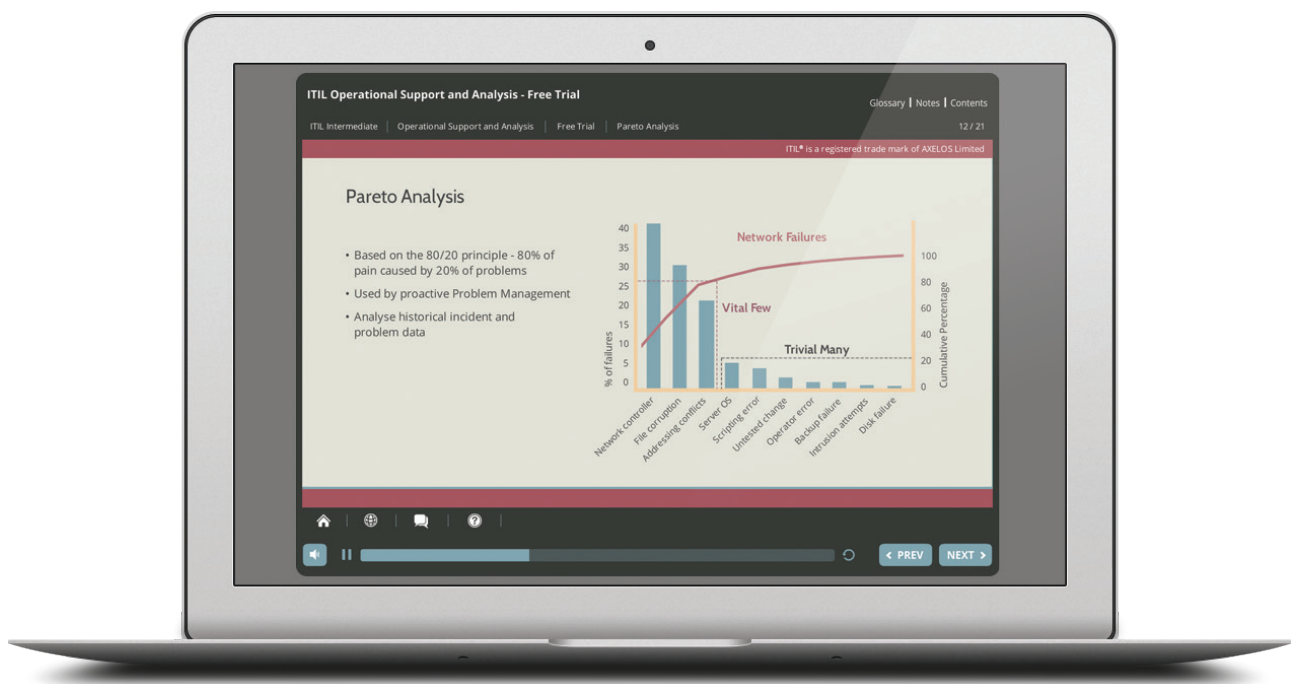 ITIL Operational Support and Analysis - Free Trial
Glossary | Notes | Contents
ITIL Intermediate | Operational Support and Analysis | Free Trial | Pareto Analysis
12 / 21
ITIL® is a registered trade mark of AXELOS Limited
Pareto Analysis
• Based on the 80/20 principle - 80% of
pain caused by 20% of problems
• Used by proactive Problem Management
• Analyse historical incident and
problem data
Network Failures
Vital Few
Trivial Many
% of failures
40
35
30
25
20
15
10
5
0
Cumulative Percentage
100
80
60
40
20
0
Network controller
File corruption
Addressing conflicts
Server OS
Scripting error
Untested change
Operator error
Backup failure
Intrusion attempts
Disk failure
?
< PREV
NEXT >